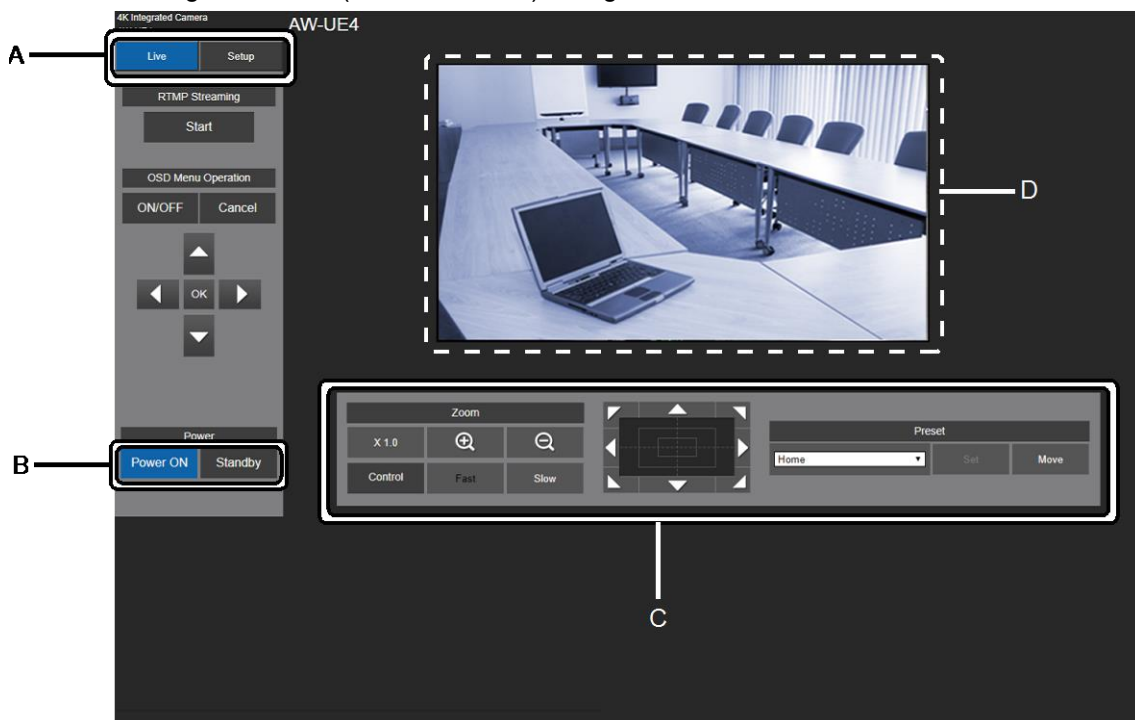 4K Integrated Camera
AW-UE4
A
Live Setup
RTMP Streaming
Start
OSD Menu Operation
ON/OFF Cancel
OK
D
Power
B
Power ON Standby
Zoom
X 1.0
Control Fast Slow
Preset
Home Set Move
C